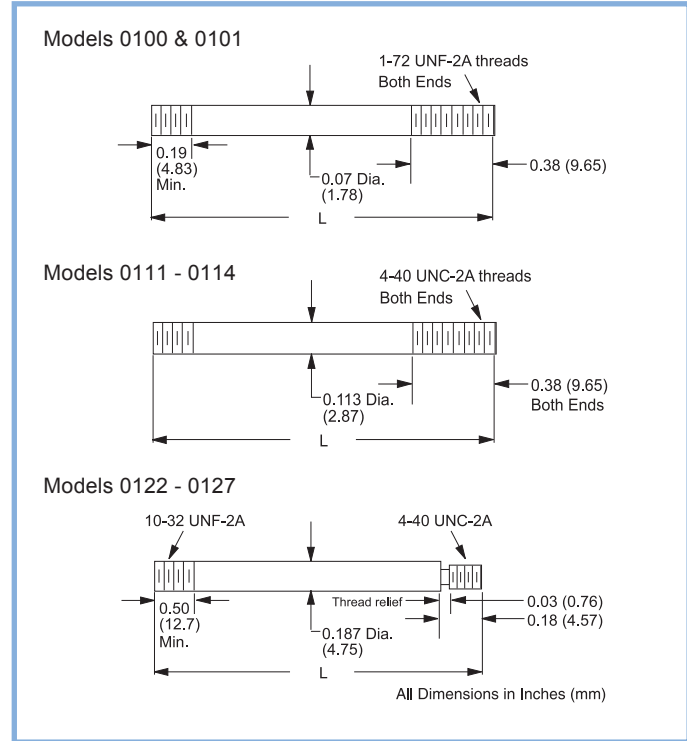 Models 0100 & 0101
1-72 UNF-2A threads
Both Ends
0.19
(4.83)
Min.
0.07 Dia.
(1.78)
0.38 (9.65)
L
Models 0111 - 0114
4-40 UNC-2A threads
Both Ends
0.113 Dia.
(2.87)
0.38 (9.65)
Both Ends
L
Models 0122 - 0127
10-32 UNF-2A
4-40 UNC-2A
0.50
(12.7)
Min.
Thread relief
0.03 (0.76)
0.18 (4.57)
0.187 Dia.
(4.75)
L
All Dimensions in Inches (mm)